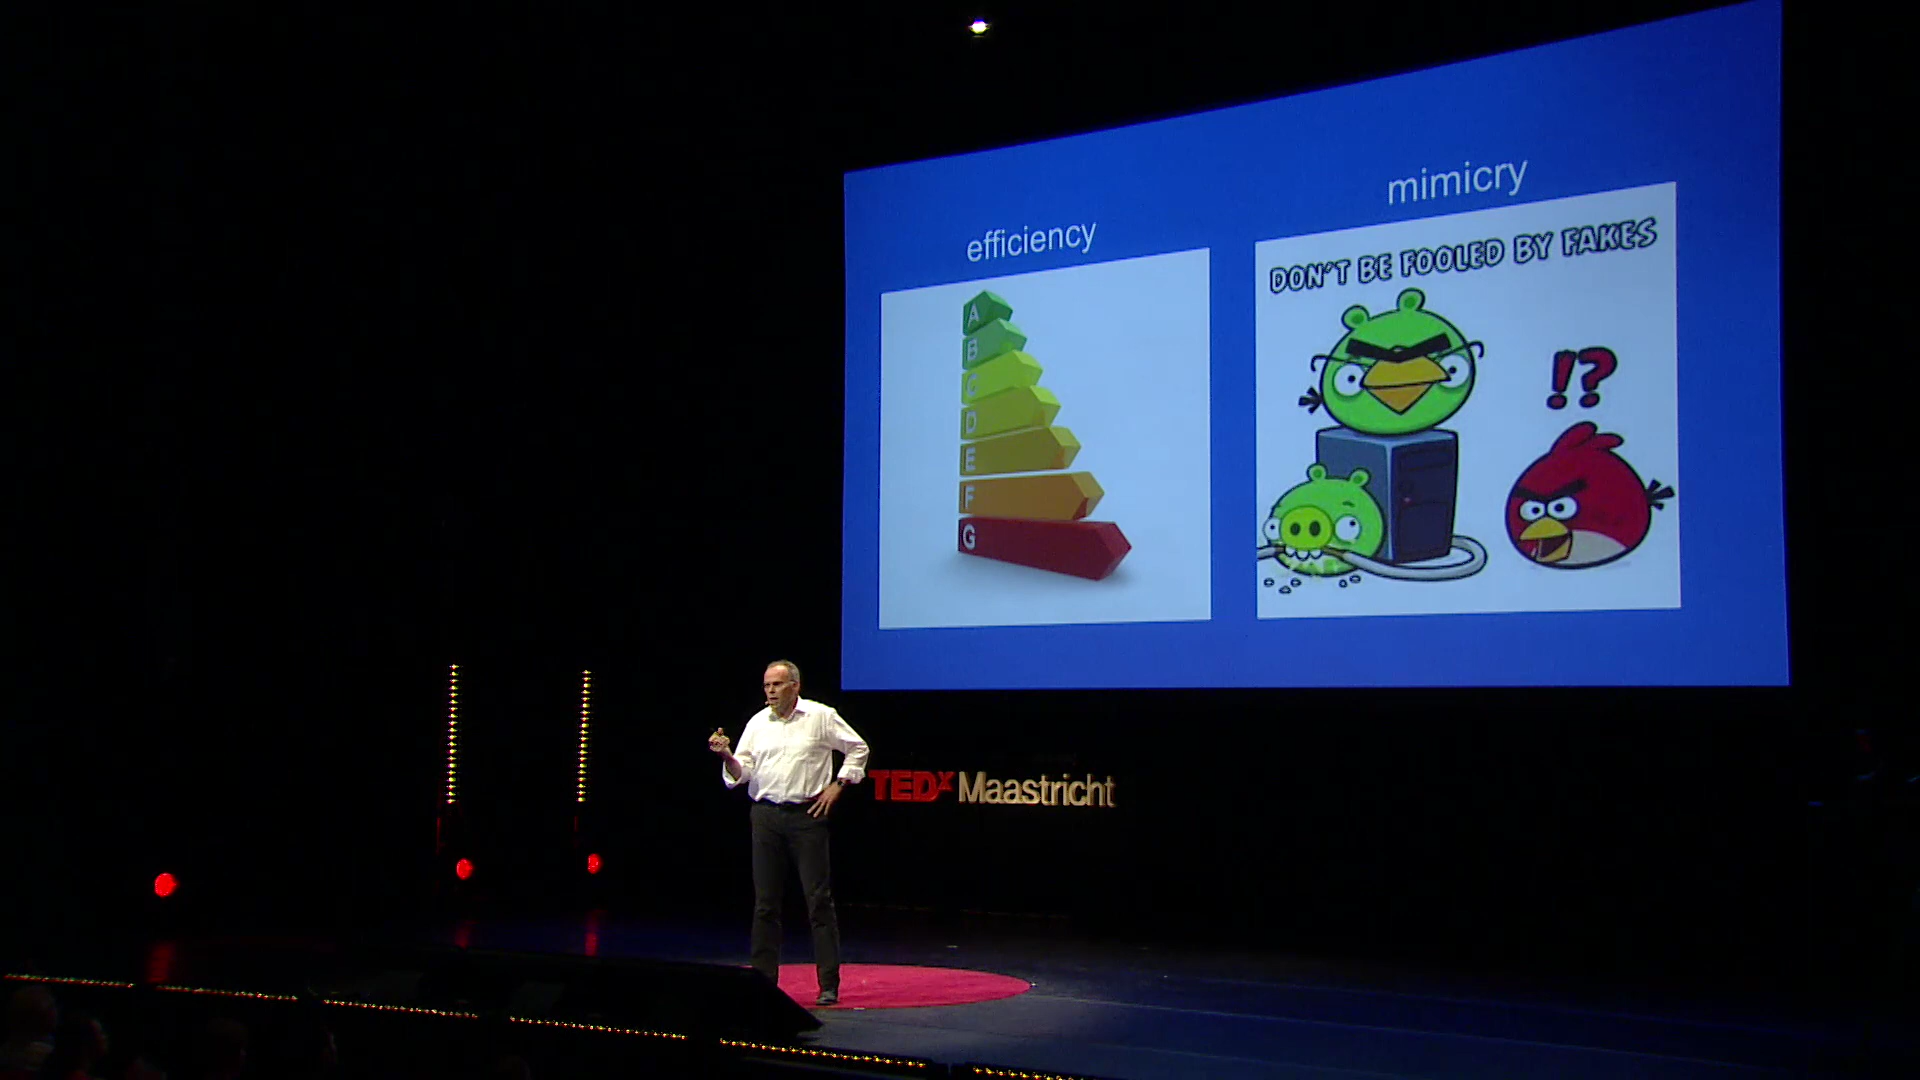 efficiency
A
B
C
D
E
F
G
mimicry
DON'T BE FOOLED BY FAKES
!?
TEDx Maastricht